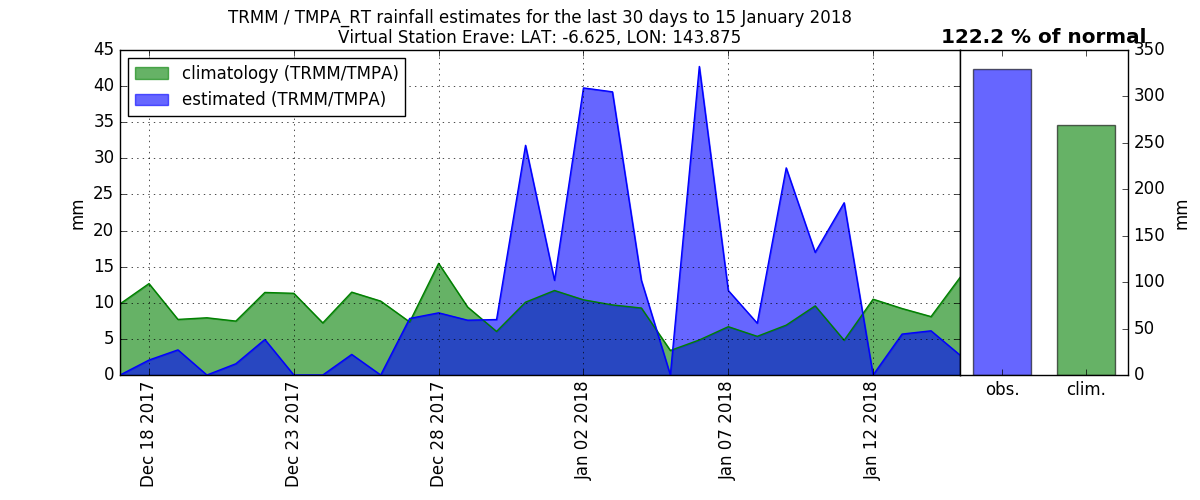 TRMM / TMPA_RT rainfall estimates for the last 30 days to 15 January 2018
Virtual Station Erave: LAT: -6.625, LON: 143.875
122.2 % of normal
climatology (TRMM/TMPA)
estimated (TRMM/TMPA)
45
40
35
30
25
20
15
10
5
0
mm
Dec 18 2017
Dec 23 2017
Dec 28 2017
Jan 02 2018
Jan 07 2018
Jan 12 2018
350
300
250
200
150
100
50
0
mm
obs.
clim.